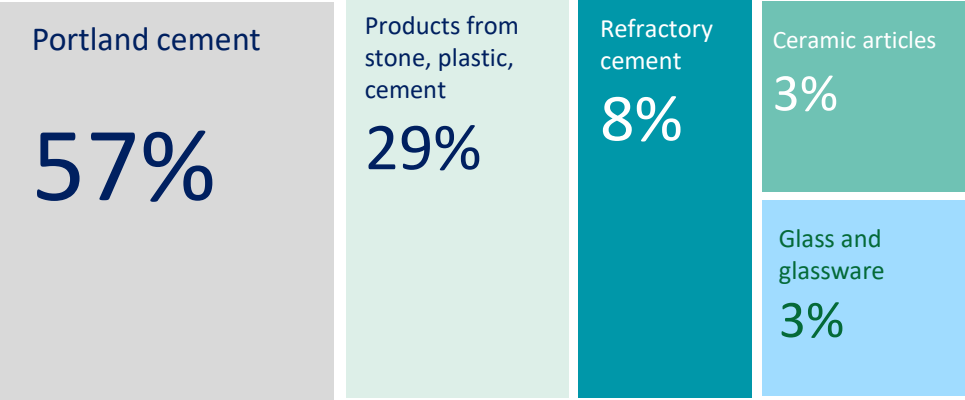 Portland cement
57%
Products from
stone, plastic,
cement
29%
Refractory
cement
8%
Ceramic articles
3%
Glass and
glassware
3%